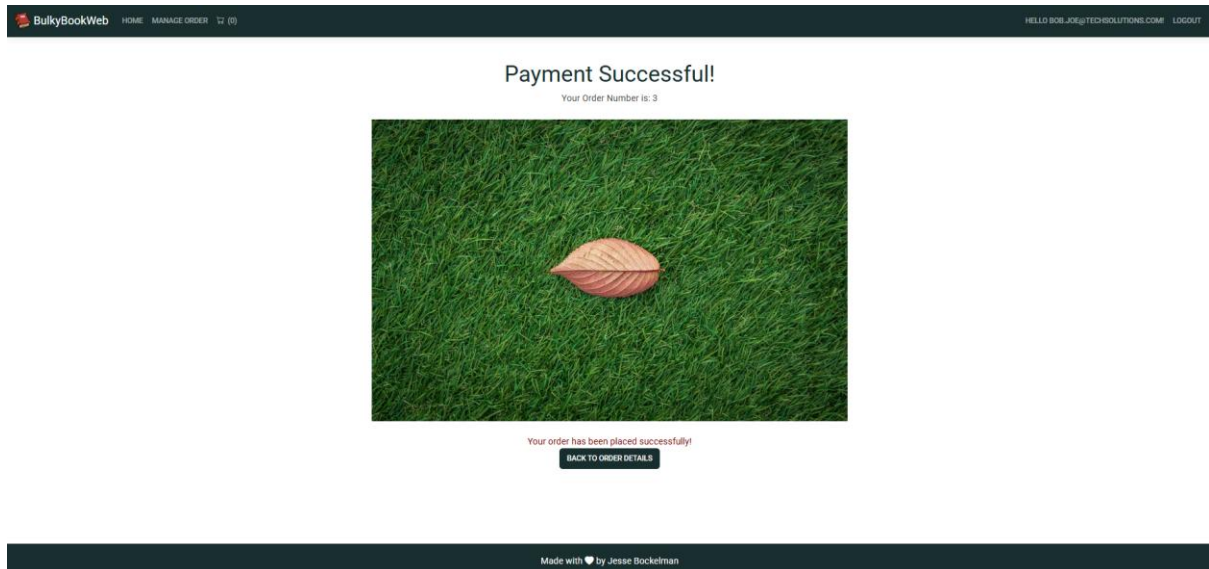 BulkyBookWeb HOME MANAGE ORDER (0) HELLO BOB.JOE@TECHSOLUTIONS.COM! LOGOUT
Payment Successful!
Your Order Number is: 3
Your order has been placed successfully!
BACK TO ORDER DETAILS
Made with by Jesse Bockelman